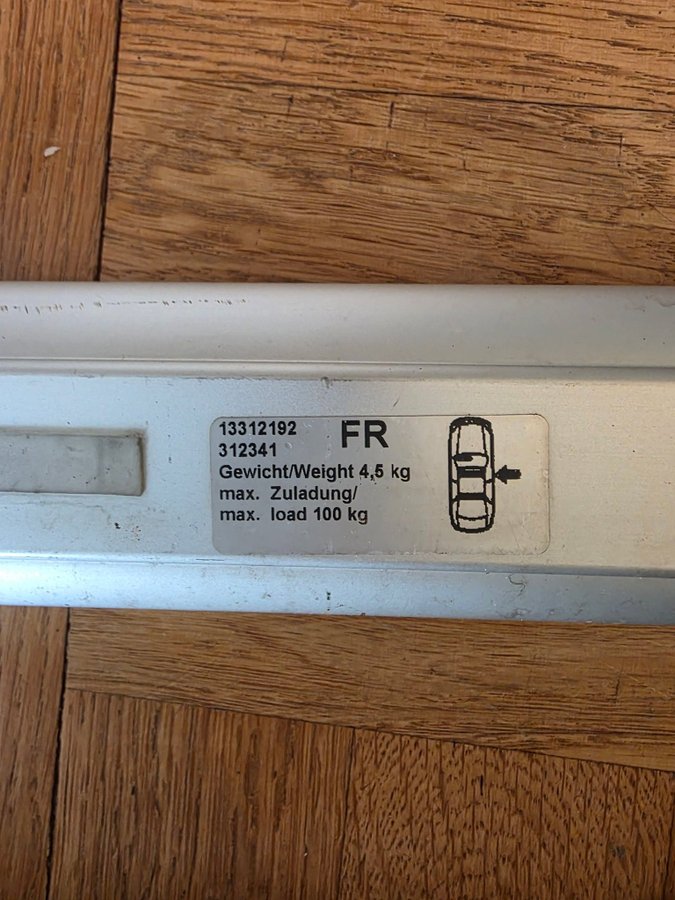 13312192 FR
312341
Gewicht/Weight 4,5 kg
max. Zuladung/
max. load 100 kg